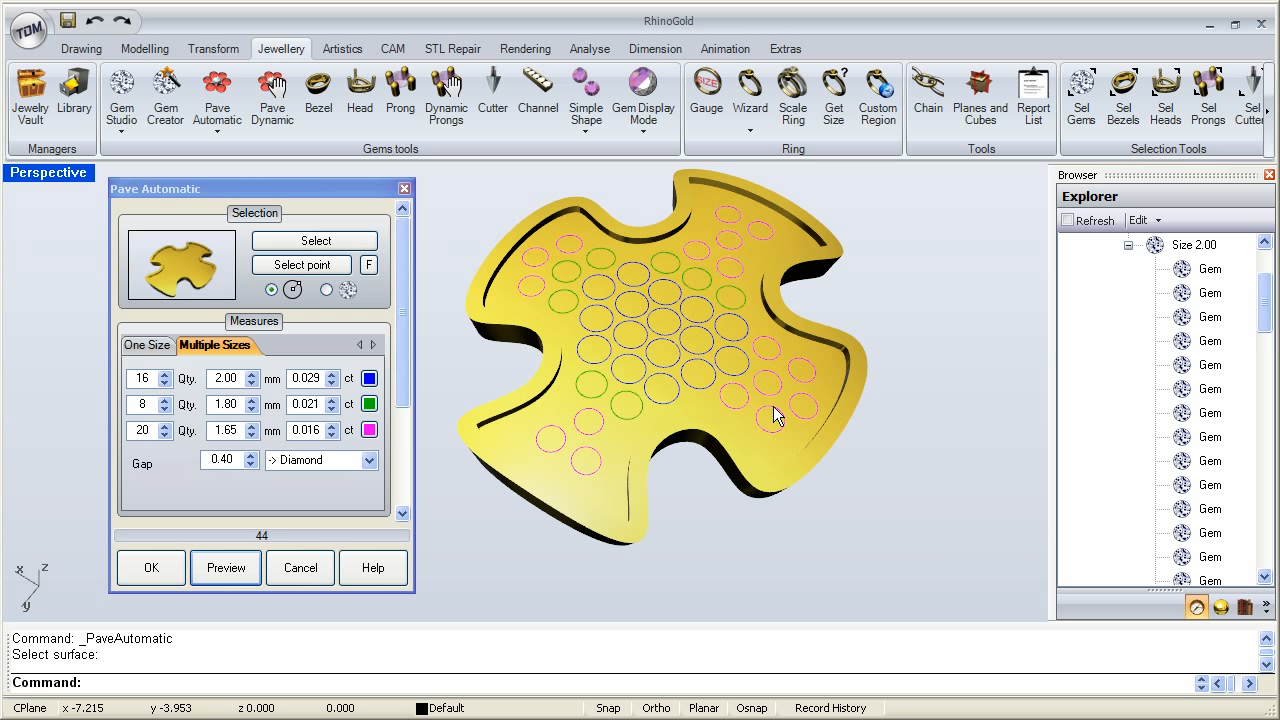 RhinoGold
TDM
Drawing Modelling Transform Jewellery Artistics CAM STL Repair Rendering Analyse Dimension Animation Extras
Jewelry Vault
Library
Gem Studio
Gem Creator
Pave Automatic
Pave Dynamic
Bezel
Head
Prong
Dynamic Prongs
Cutter
Channel
Simple Shape
Gem Display Mode
SIZE
Gauge
Wizard
Scale Ring
?
Get Size
Custom Region
Chain
Planes and Cubes
Report List
Sel Gems
Sel Bezels
Sel Heads
Sel Prongs
Sel
Managers Gems tools Ring Tools Selection Tools
Perspective
Pave Automatic
Selection
Select
Select point F
Measures
One Size Multiple Sizes
16 Qty. 2.00 mm 0.029 ct
8 Qty. 1.80 mm 0.021 ct
20 Qty. 1.65 mm 0.016 ct
Gap 0.40 -> Diamond
44
OK Preview Cancel Help
x z
y
Browser
Explorer
Refresh Edit
Size 2.00
Gem
Gem
Gem
Gem
Gem
Gem
Gem
Gem
Gem
Gem
Gem
Gem
Gem
Gem
»
Command: _PaveAutomatic
Select surface:
Command:
CPlane x -7.215 y -3.953 z 0.000 0.000 Default Snap Ortho Planar Osnap Record History